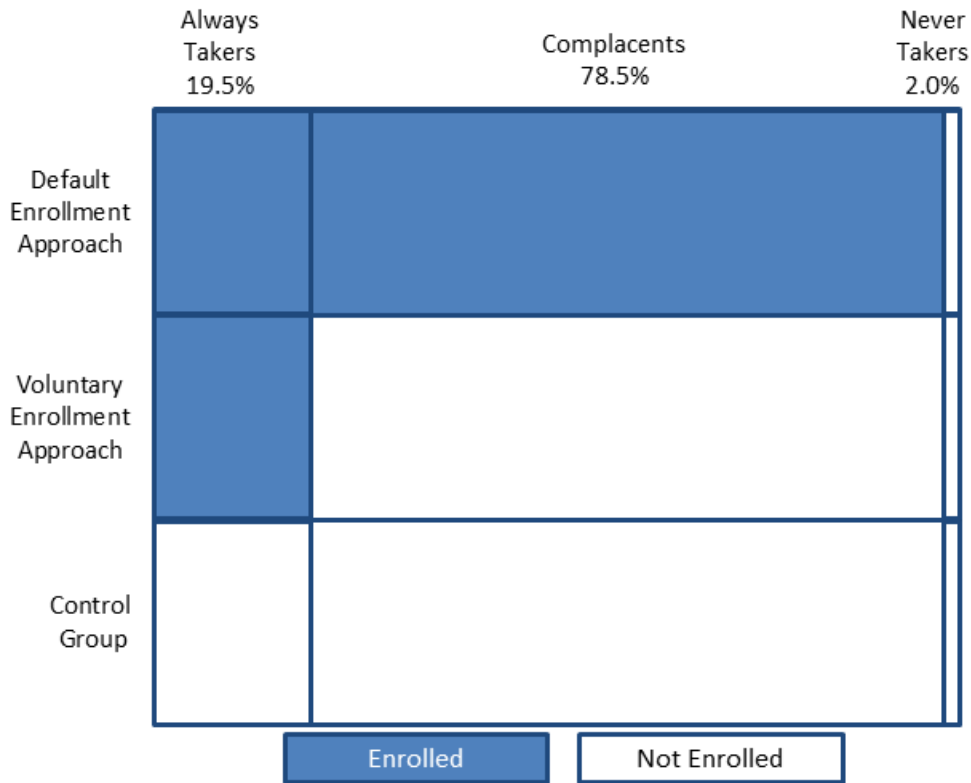 Always
Takers
19.5%
Complacents
78.5%
Never
Takers
2.0%
Default
Enrollment
Approach
Voluntary
Enrollment
Approach
Control
Group
Enrolled
Not Enrolled